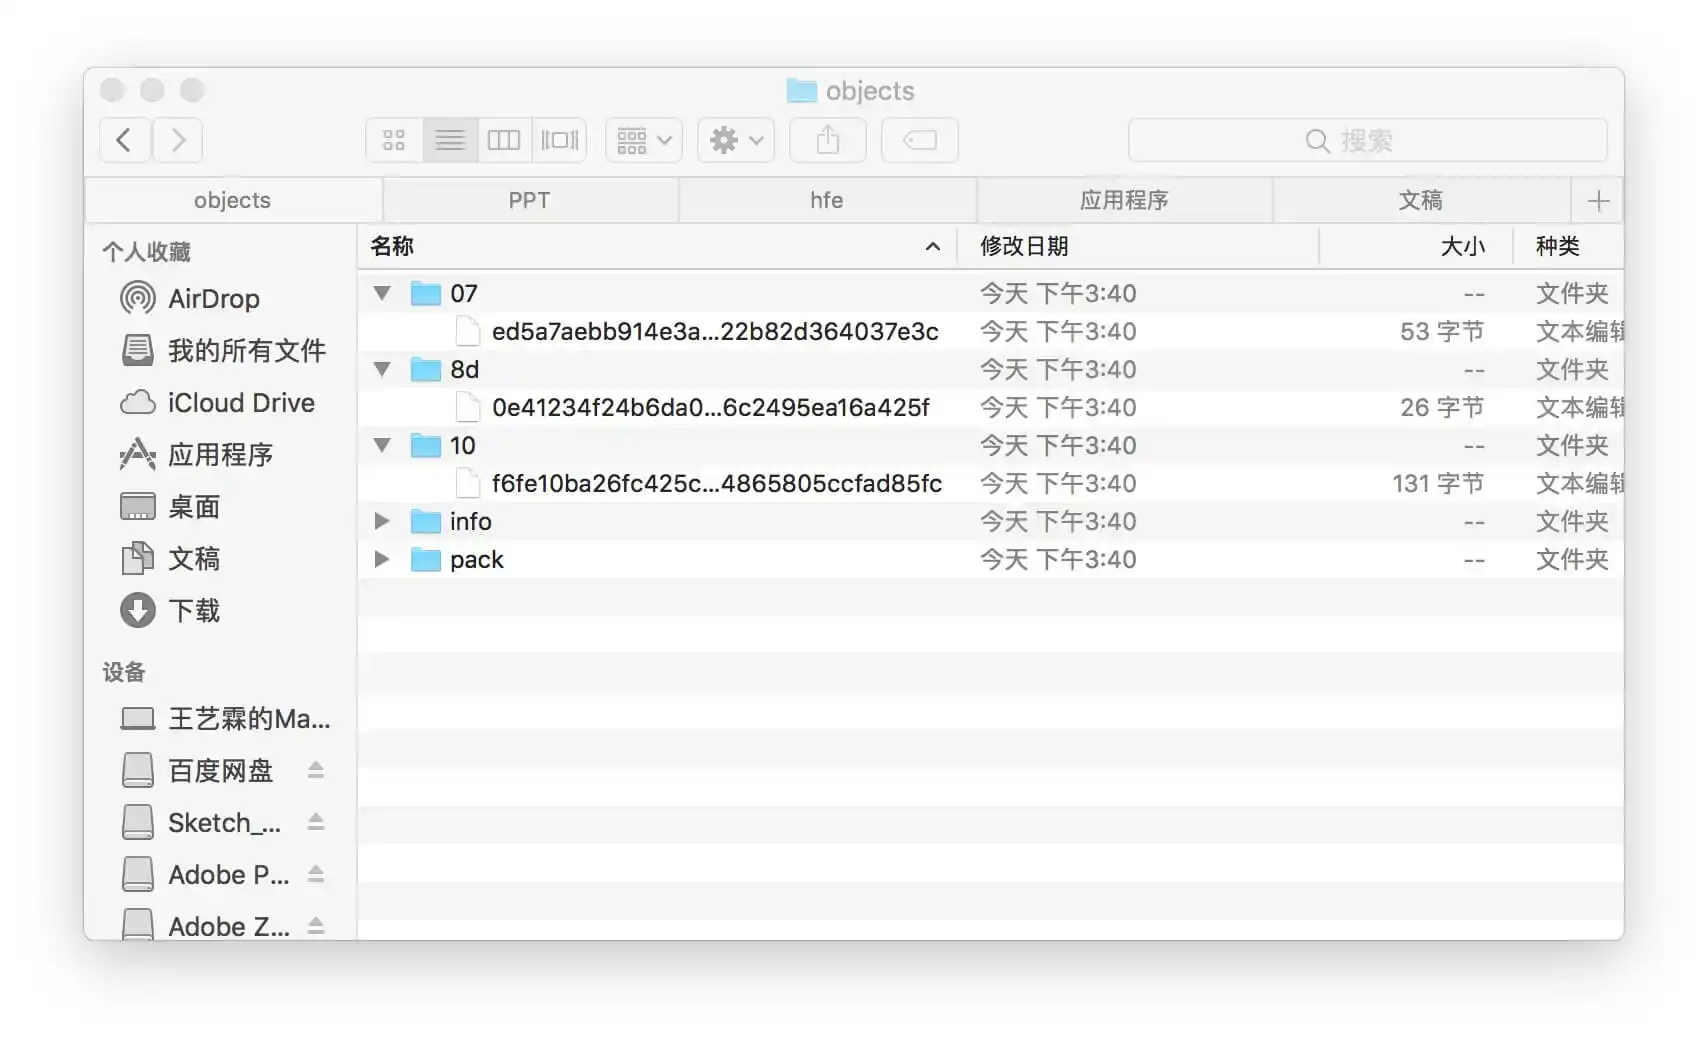 objects
搜索
objects PPT hfe 应用程序 文稿
个人收藏
AirDrop
我的所有文件
iCloud Drive
应用程序
桌面
文稿
下载
设备
王艺霖的Ma...
百度网盘
Sketch_...
Adobe P...
Adobe Z...
名称 修改日期 大小 种类
07 今天 下午3:40 -- 文件夹
ed5a7aebb914e3a...22b82d364037e3c 今天 下午3:40 53 字节 文本编辑
8d 今天 下午3:40 -- 文件夹
0e41234f24b6da0...6c2495ea16a425f 今天 下午3:40 26 字节 文本编辑
10 今天 下午3:40 -- 文件夹
f6fe10ba26fc425c...4865805ccfad85fc 今天 下午3:40 131 字节 文本编辑
info 今天 下午3:40 -- 文件夹
pack 今天 下午3:40 -- 文件夹